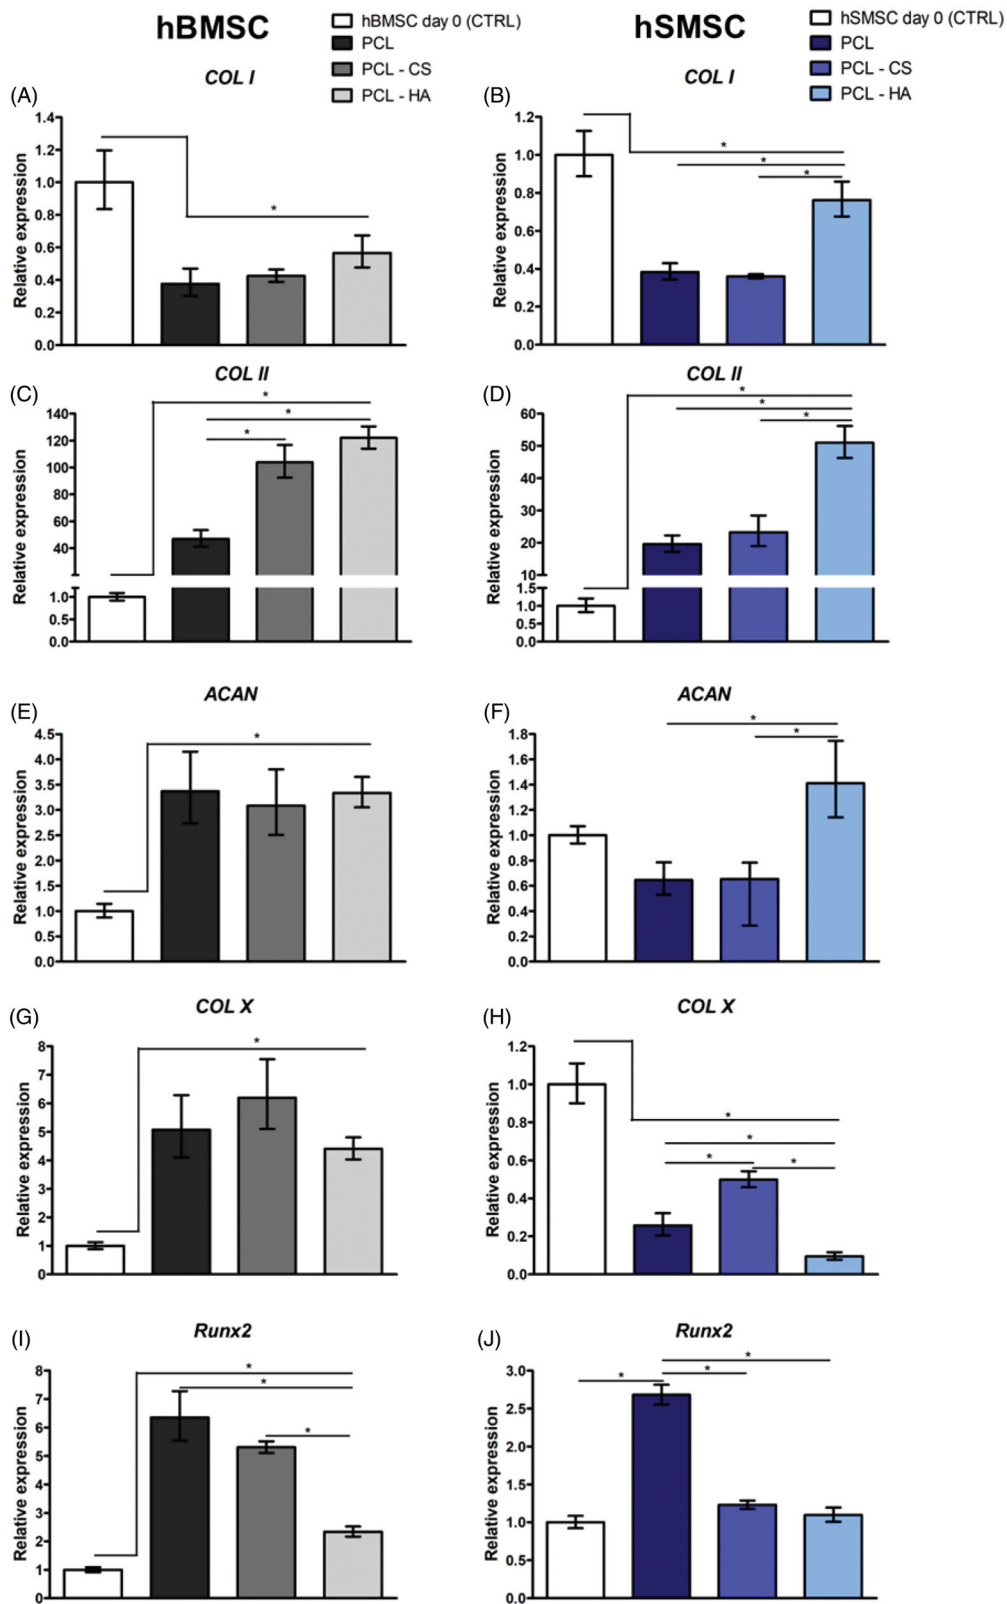 hBMSC
hBMSC day 0 (CTRL)
PCL
PCL - CS
PCL - HA
hSMSC
hSMSC day 0 (CTRL)
PCL
PCL - CS
PCL - HA
(A)
COL I
Relative expression
1.4
1.2
1.0
0.8
0.6
0.4
0.2
0.0
*
(B)
COL I
Relative expression
1.2
1.0
0.8
0.6
0.4
0.2
0.0
*
*
*
(C)
COL II
Relative expression
140
120
100
80
60
40
1.0
0.5
0.0
*
*
*
(D)
COL II
Relative expression
60
50
40
30
20
10
1.5
1.0
0.5
0.0
*
*
*
(E)
ACAN
Relative expression
4.5
4.0
3.5
3.0
2.5
2.0
1.5
1.0
0.5
0.0
*
(F)
ACAN
Relative expression
1.8
1.6
1.4
1.2
1.0
0.8
0.6
0.4
0.2
0.0
*
*
(G)
COL X
Relative expression
8
7
6
5
4
3
2
1
0
*
(H)
COL X
Relative expression
1.2
1.0
0.8
0.6
0.4
0.2
0.0
*
*
*
*
(I)
Runx2
Relative expression
8
7
6
5
4
3
2
1
0
*
*
*
(J)
Runx2
Relative expression
3.0
2.5
2.0
1.5
1.0
0.5
0.0
*
*
*